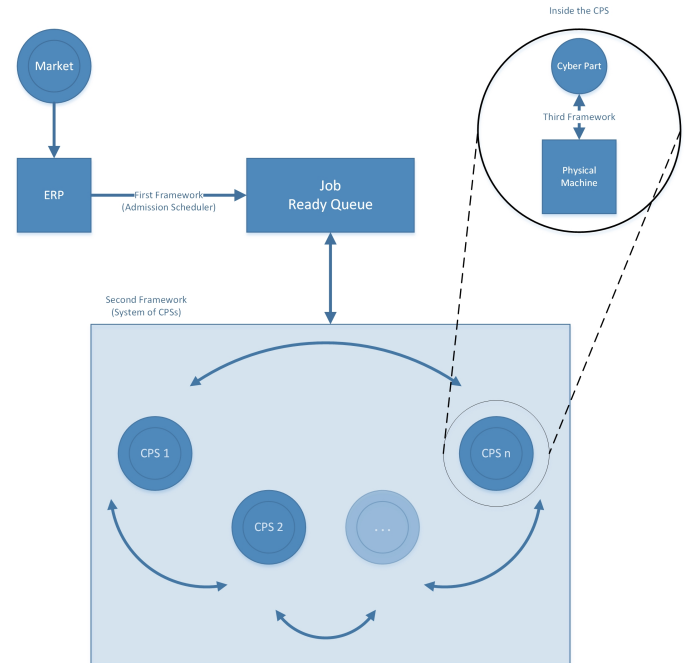 Inside the CPS
Market
Cyber Part
Third Framework
Physical
Machine
ERP
First Framework
(Admission Scheduler)
Job
Ready Queue
Second Framework
(System of CPSs)
CPS 1
CPS n
CPS 2
...